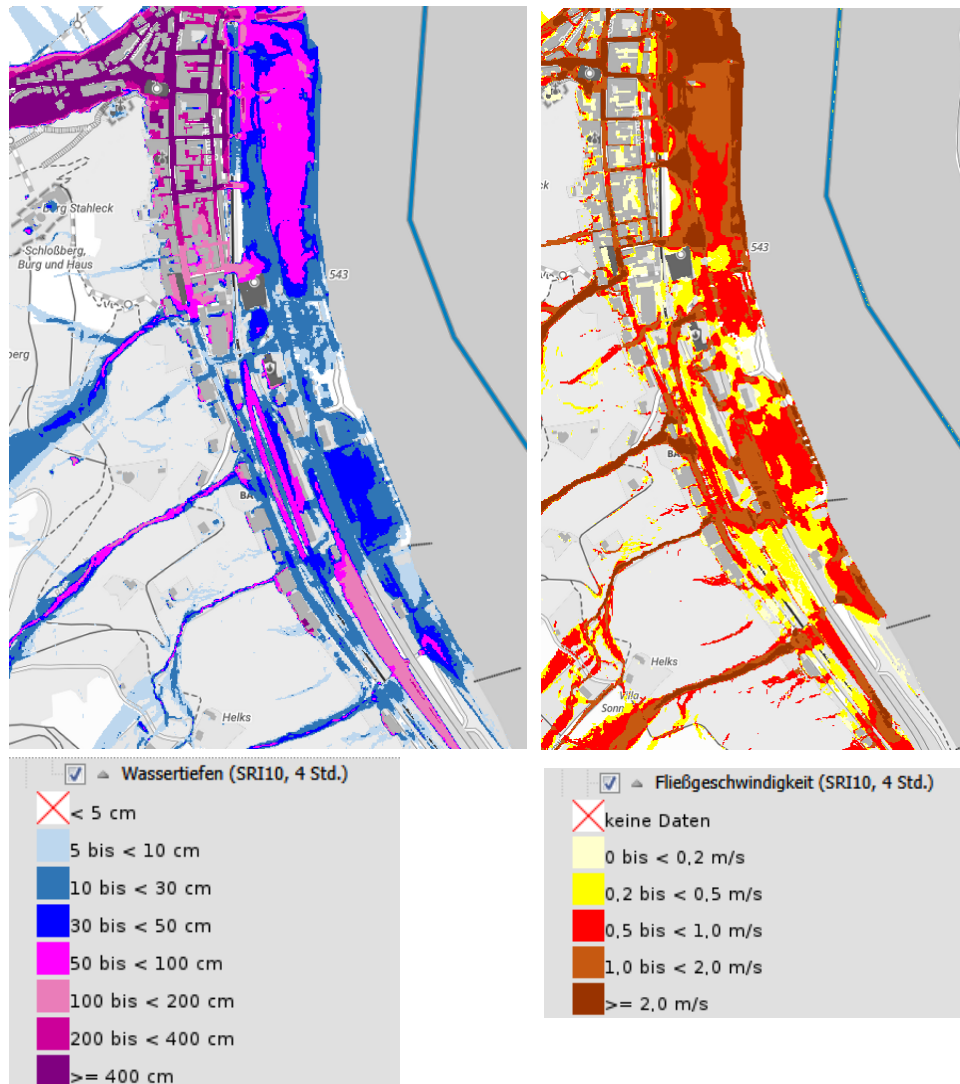 Burg Stahleck
Schloßberg,
Burg und Haus
543
berg
BA
Helks
Helks
Wassertiefen (SRI10, 4 Std.)
< 5 cm
5 bis < 10 cm
10 bis < 30 cm
30 bis < 50 cm
50 bis < 100 cm
100 bis < 200 cm
200 bis < 400 cm
>= 400 cm
ck
543
BA
Helks
Villa
Sonn
Fließgeschwindigkeit (SRI10, 4 Std.)
keine Daten
0 bis < 0,2 m/s
0,2 bis < 0,5 m/s
0,5 bis < 1,0 m/s
1,0 bis < 2,0 m/s
>= 2,0 m/s